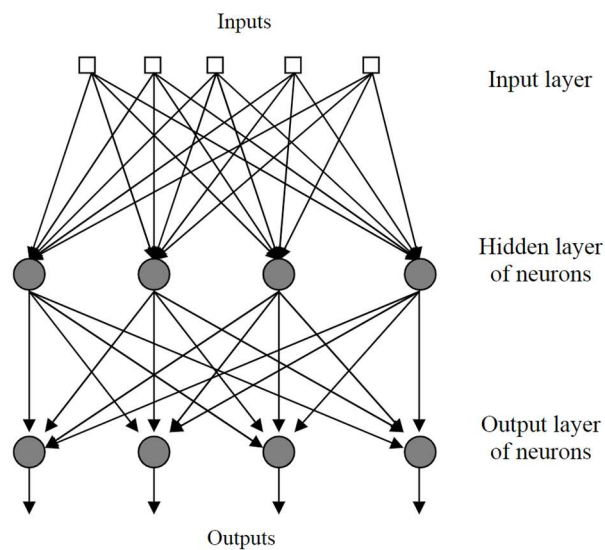 Inputs
Input layer
Hidden layer
of neurons
Output layer
of neurons
Outputs